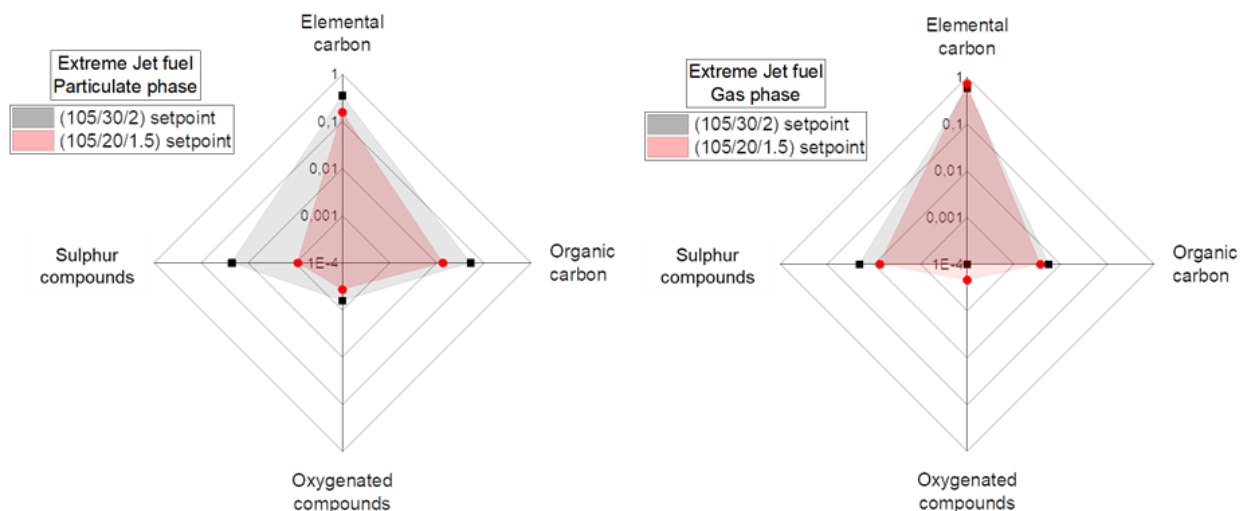 Elemental
carbon
Extreme Jet fuel
Particulate phase
(105/30/2) setpoint
(105/20/1.5) setpoint
1
0,1
0,01
0,001
1E-4
Sulphur
compounds
Organic
carbon
Oxygenated
compounds
Elemental
carbon
Extreme Jet fuel
Gas phase
(105/30/2) setpoint
(105/20/1.5) setpoint
1
0,1
0,01
0,001
1E-4
Sulphur
compounds
Organic
carbon
Oxygenated
compounds